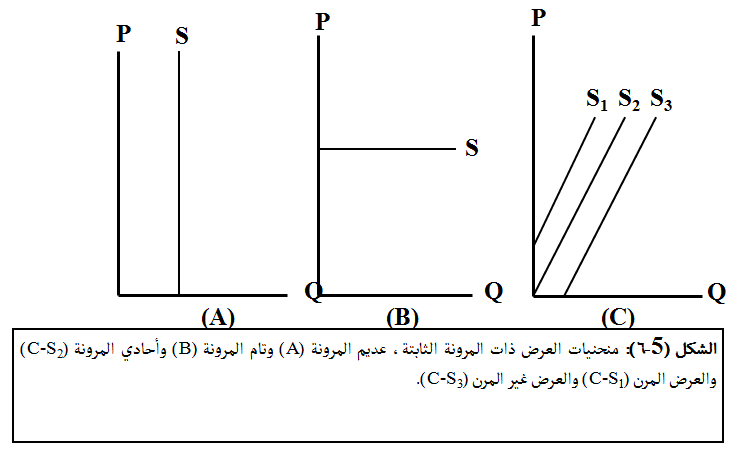 P S
P
S
P
S₁ S₂ S₃
Q
Q
Q
(A)
(B)
(C)
الشكل (5-٦): منحنيات العرض ذات المرونة الثابتة ، عديم المرونة (A) وتام المرونة (B) وأحادي المرونة (C-S₂)
والعرض المرن (C-S₁) والعرض غير المرن (C-S₃).